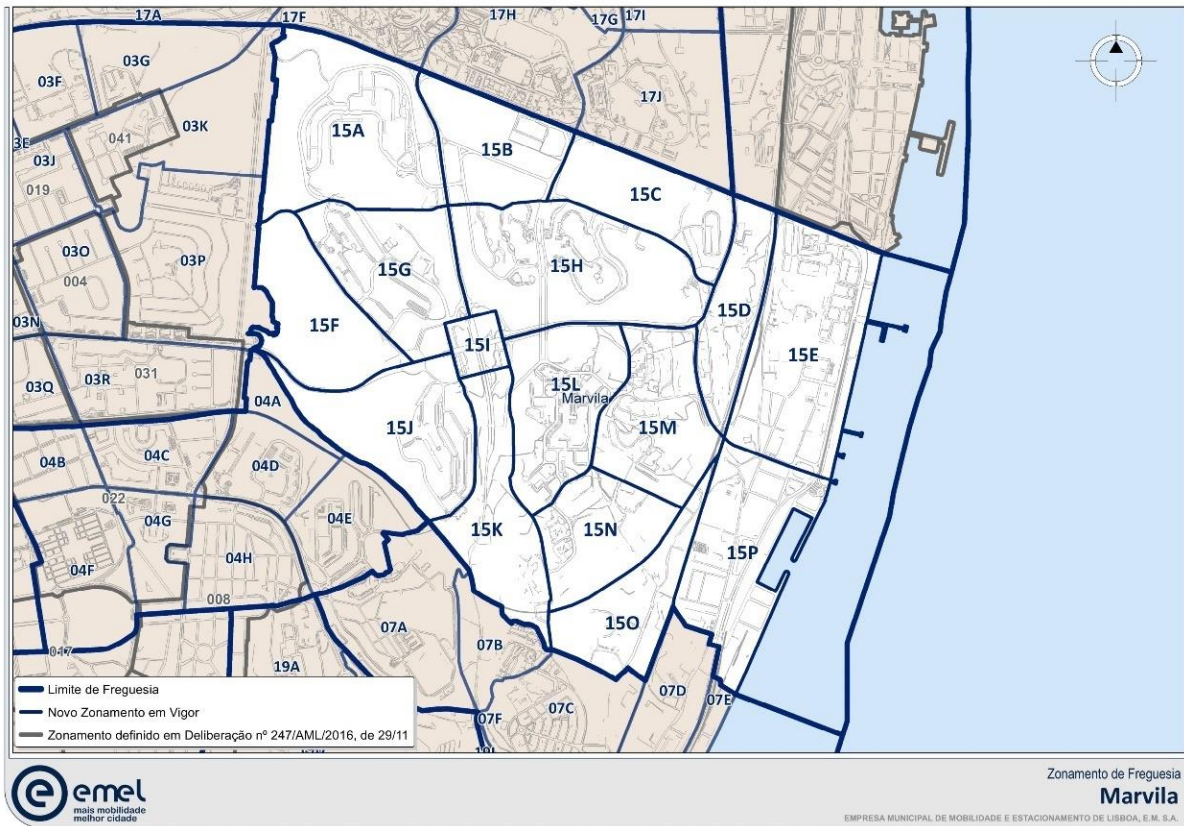 17A
17F
17H
17G
17I
03F
03G
17J
03K
15A
041
15B
03E
03J
15C
019
03O
03P
15G
15H
004
15D
03N
15F
15I
15E
03Q
03R
031
15L
Marvila
04A
15J
15M
04B
04C
04D
022
04G
04E
15K
15N
15P
04H
04F
008
15O
07A
07B
017
19A
07D
07E
07C
07F
Limite de Freguesia
Novo Zonamento em Vigor
Zonamento definido em Deliberação nº 247/AML/2016, de 29/11
emel
mais mobilidade
melhor cidade
Zonamento de Freguesia
Marvila
EMPRESA MUNICIPAL DE MOBILIDADE E ESTACIONAMENTO DE LISBOA, E.M. S.A.